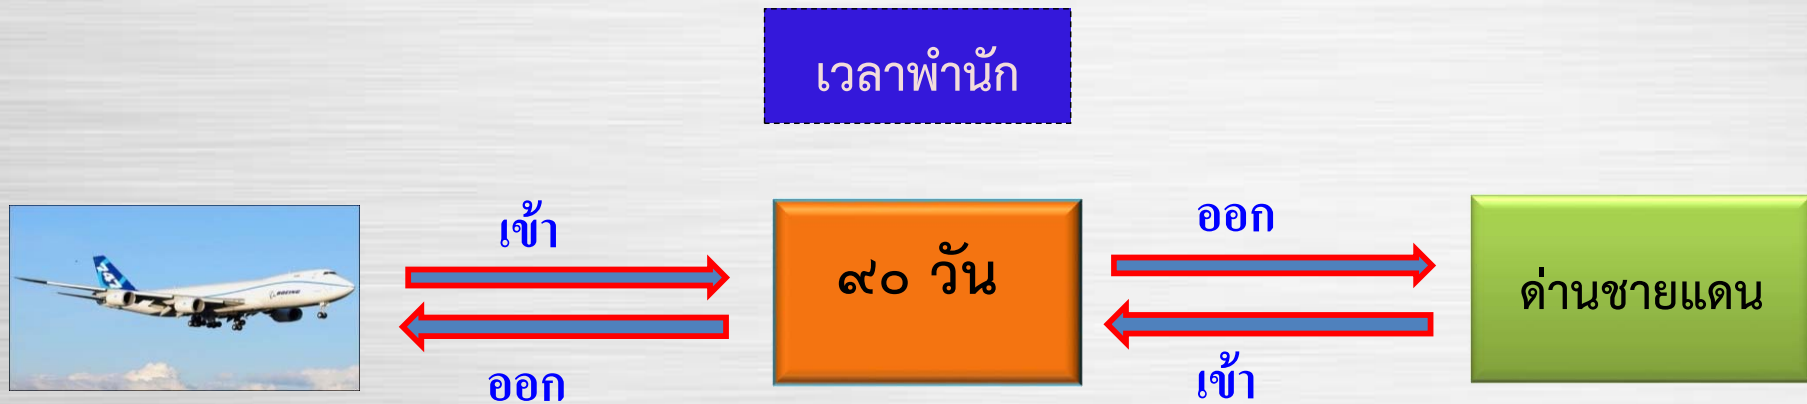 เวลาพำนัก
เข้า
ออก
๙๐ วัน
ด่านชายแดน
ออก
เข้า